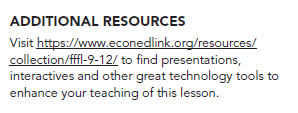 ADDITIONAL RESOURCES
Visit https://www.econedlink.org/resources/
collection/fffl-9-12/ to find presentations,
interactives and other great technology tools to
enhance your teaching of this lesson.